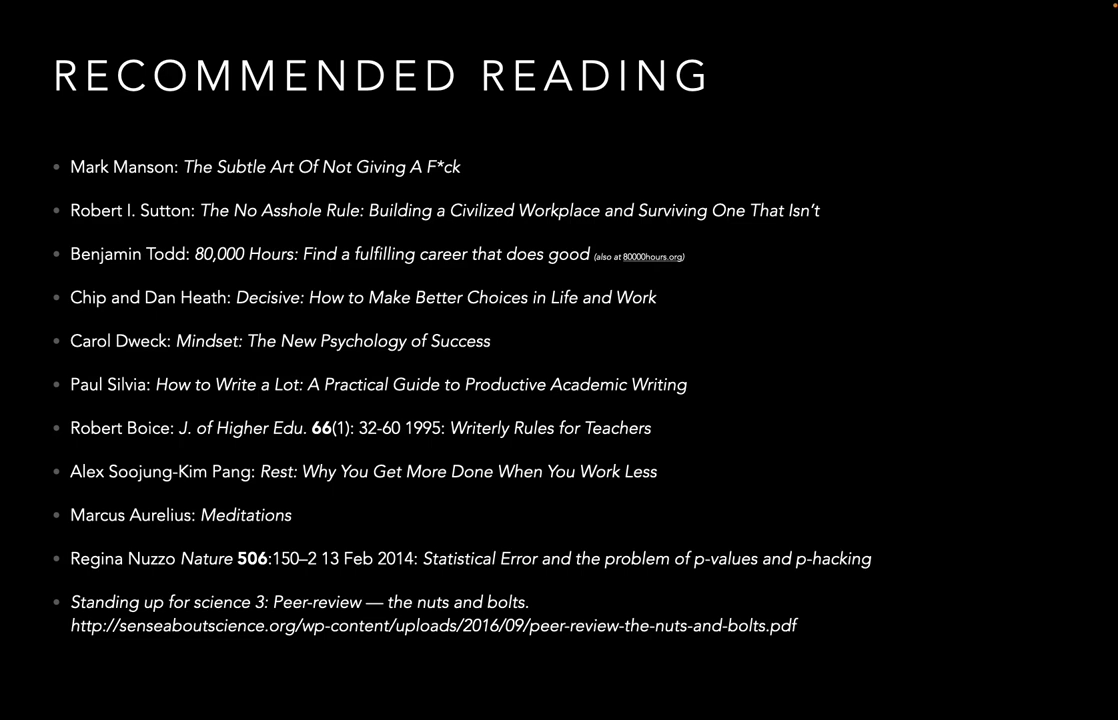 RECOMMENDED READING
• Mark Manson: The Subtle Art Of Not Giving A F*ck
• Robert I. Sutton: The No Asshole Rule: Building a Civilized Workplace and Surviving One That Isn’t
• Benjamin Todd: 80,000 Hours: Find a fulfilling career that does good (also at 80000hours.org)
• Chip and Dan Heath: Decisive: How to Make Better Choices in Life and Work
• Carol Dweck: Mindset: The New Psychology of Success
• Paul Silvia: How to Write a Lot: A Practical Guide to Productive Academic Writing
• Robert Boice: J. of Higher Edu. 66(1): 32-60 1995: Writerly Rules for Teachers
• Alex Soojung-Kim Pang: Rest: Why You Get More Done When You Work Less
• Marcus Aurelius: Meditations
• Regina Nuzzo Nature 506:150–2 13 Feb 2014: Statistical Error and the problem of p-values and p-hacking
• Standing up for science 3: Peer-review — the nuts and bolts.
http://senseaboutscience.org/wp-content/uploads/2016/09/peer-review-the-nuts-and-bolts.pdf